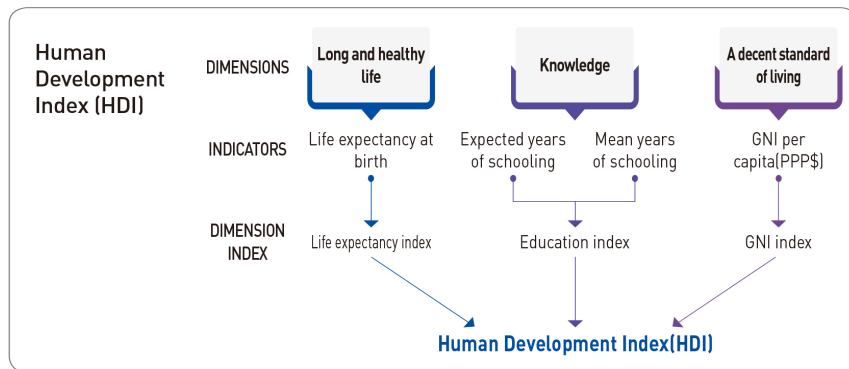 Human
Development
Index (HDI)
DIMENSIONS
Long and healthy
life
Knowledge
A decent standard
of living
INDICATORS
Life expectancy at
birth
Expected years
of schooling
Mean years
of schooling
GNI per
capita(PPP$)
DIMENSION
INDEX
Life expectancy index
Education index
GNI index
Human Development Index(HDI)